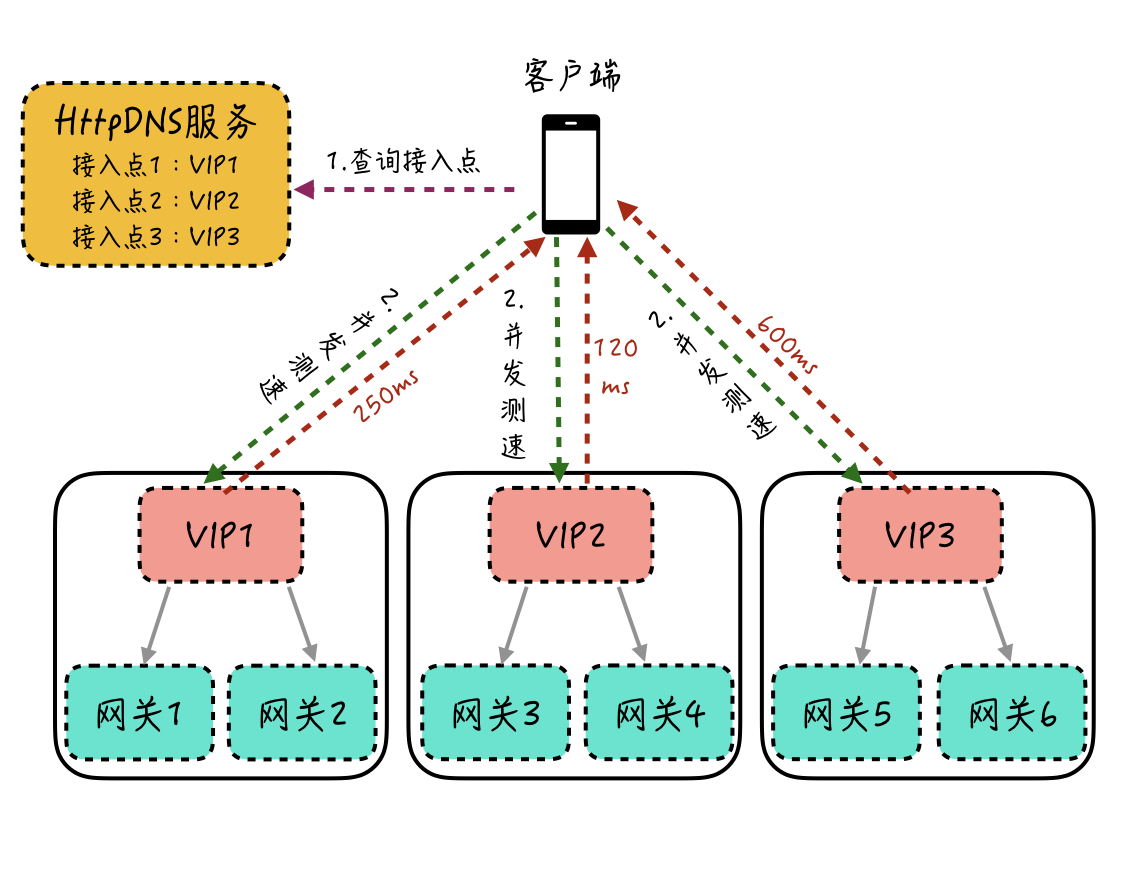 客户端
HttpDNS服务
接入点1：VIP1
接入点2：VIP2
接入点3：VIP3
1.查询接入点
2.并发测速
250ms
2.并发测速
120
ms
2.并发测速
600ms
VIP1
VIP2
VIP3
网关1
网关2
网关3
网关4
网关5
网关6